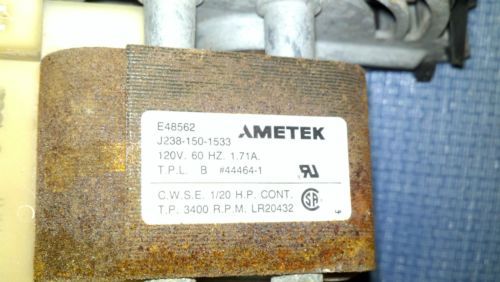 E48562
AMETEK
J238-150-1533
120V. 60 HZ. 1.71A.
T.P.L. B #44464-1
C.W.S.E. 1/20 H.P. CONT.
T.P. 3400 R.P.M. LR20432